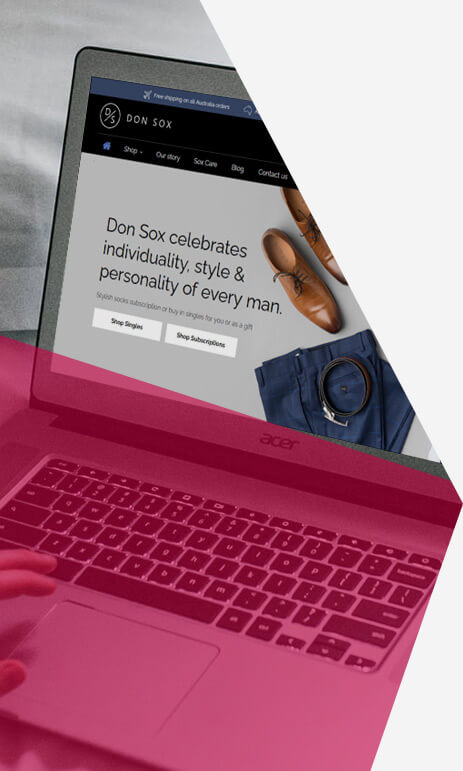 Free shipping on all Australia orders
D/S DON SOX
Shop Our story Sox Care Blog Contact us
Don Sox celebrates
individuality, style &
personality of every man.
Stylish socks subscription or buy in singles for you or as a gift
Shop Singles Shop Subscriptions
acer